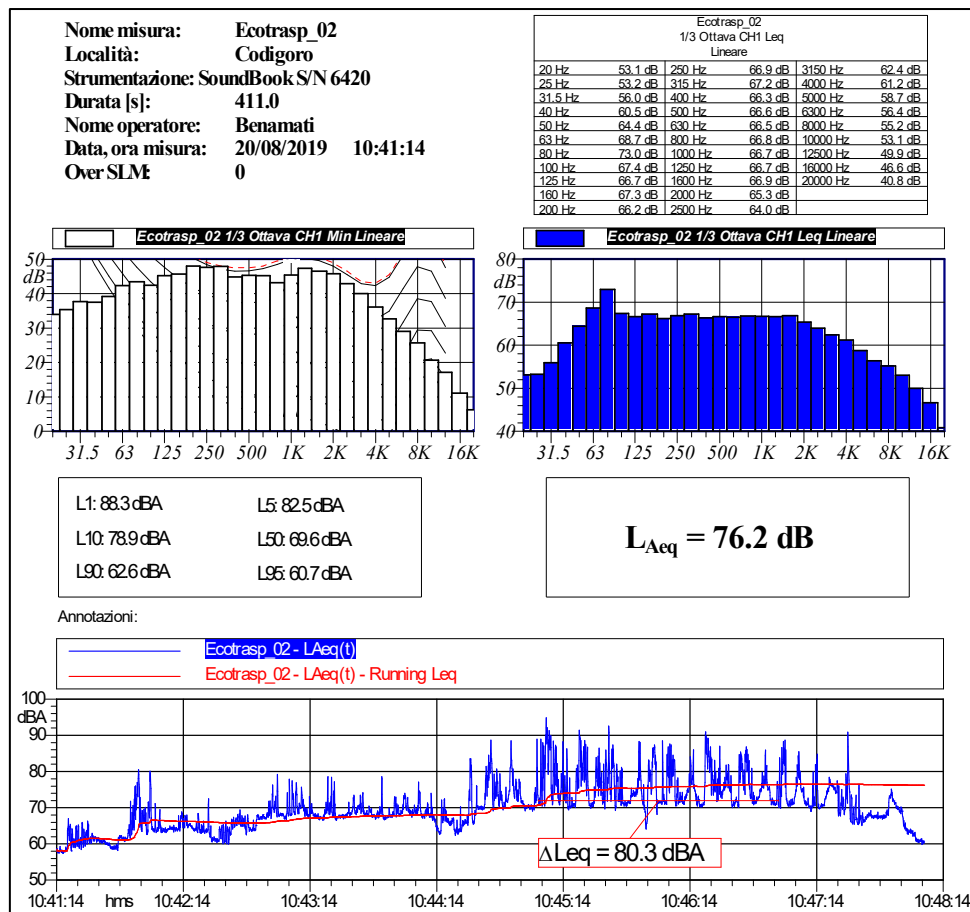 Nome misura: Ecotrasp_02
Località: Codigoro
Strumentazione: SoundBook S/N 6420
Durata [s]: 411.0
Nome operatore: Benamati
Data, ora misura: 20/08/2019 10:41:14
Over SLM: 0
Ecotrasp_02
1/3 Ottava CH1 Leq
Lineare
20 Hz 53.1 dB 250 Hz 66.9 dB 3150 Hz 62.4 dB
25 Hz 53.2 dB 315 Hz 67.2 dB 4000 Hz 61.2 dB
31.5 Hz 56.0 dB 400 Hz 66.3 dB 5000 Hz 58.7 dB
40 Hz 60.5 dB 500 Hz 66.6 dB 6300 Hz 56.4 dB
50 Hz 64.4 dB 630 Hz 66.5 dB 8000 Hz 55.2 dB
63 Hz 68.7 dB 800 Hz 66.8 dB 10000 Hz 53.1 dB
80 Hz 73.0 dB 1000 Hz 66.7 dB 12500 Hz 49.9 dB
100 Hz 67.4 dB 1250 Hz 66.7 dB 16000 Hz 46.6 dB
125 Hz 66.7 dB 1600 Hz 66.9 dB 20000 Hz 40.8 dB
160 Hz 67.3 dB 2000 Hz 65.3 dB
200 Hz 66.2 dB 2500 Hz 64.0 dB
Ecotrasp_02 1/3 Ottava CH1 Min Lineare
50
dB
40
30
20
10
0
31.5 63 125 250 500 1K 2K 4K 8K 16K
Ecotrasp_02 1/3 Ottava CH1 Leq Lineare
80
dB
70
60
50
40
31.5 63 125 250 500 1K 2K 4K 8K 16K
L1: 88.3 dBA L5: 82.5 dBA
L10: 78.9 dBA L50: 69.6 dBA
L90: 62.6 dBA L95: 60.7 dBA
LAeq = 76.2 dB
Annotazioni:
Ecotrasp_02 - LAeq(t)
Ecotrasp_02 - LAeq(t) - Running Leq
100
dBA
90
80
70
60
50
ΔLeq = 80.3 dBA
10:41:14 hms 10:42:14 10:43:14 10:44:14 10:45:14 10:46:14 10:47:14 10:48:14